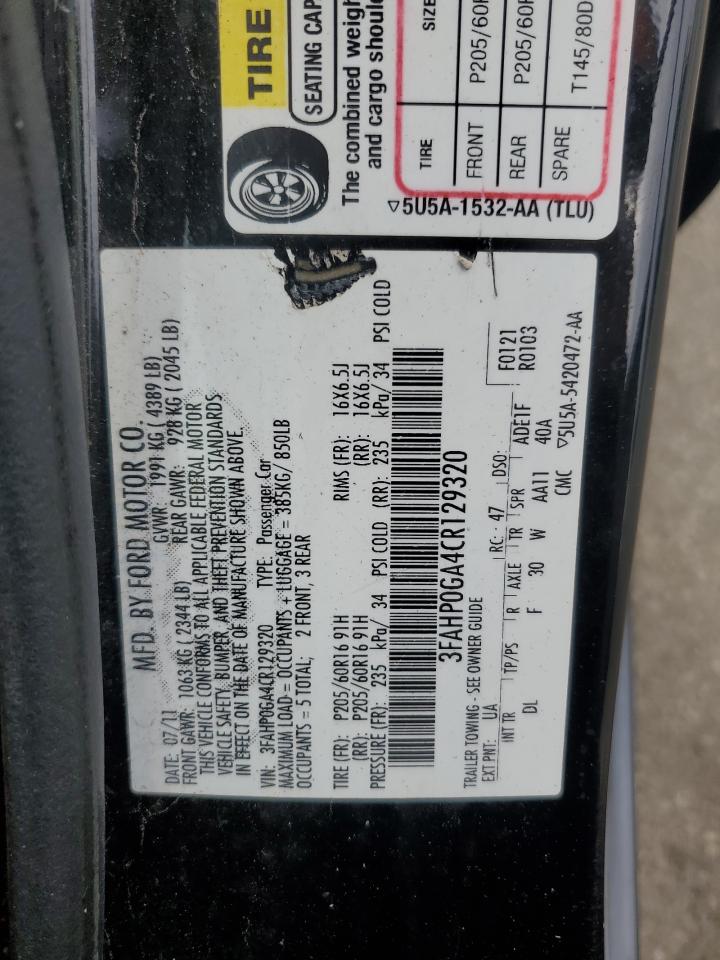 TIRE
SEATING CAP
The combined weigh
and cargo shoul
TIRE SIZE
FRONT P205/60R
REAR P205/60R
SPARE T145/80D
▽5U5A-1532-AA (TLU)
MFD. BY FORD MOTOR CO.
DATE: 07/11 GVWR: 1991 KG ( 4389 LB)
FRONT GAWR: 1063 KG ( 2344 LB) REAR GAWR: 928 KG ( 2045 LB)
THIS VEHICLE CONFORMS TO ALL APPLICABLE FEDERAL MOTOR
VEHICLE SAFETY, BUMPER, AND THEFT PREVENTION STANDARDS
IN EFFECT ON THE DATE OF MANUFACTURE SHOWN ABOVE.
VIN: 3FAHP0GA4CR129320 TYPE: Passenger Car
MAXIMUM LOAD = OCCUPANTS + LUGGAGE = 385KG/ 850LB
OCCUPANTS = 5 TOTAL; 2 FRONT, 3 REAR
TIRE (FR): P205/60R16 91H RIMS (FR): 16X6.5J
(RR): P205/60R16 91H (RR): 16X6.5J
PRESSURE (FR): 235 kPa/ 34 PSI COLD (RR): 235 kPa/ 34 PSI COLD
3FAHP0GA4CR129320
TRAILER TOWING - SEE OWNER GUIDE
EXT PNT: UA RC: 47 DSO: F0121
R0103
INT TR TP/PS R AXLE TR SPR ADE1F
DL F 30 W AA11 40A
CMC ▽5U5A-5420472-AA